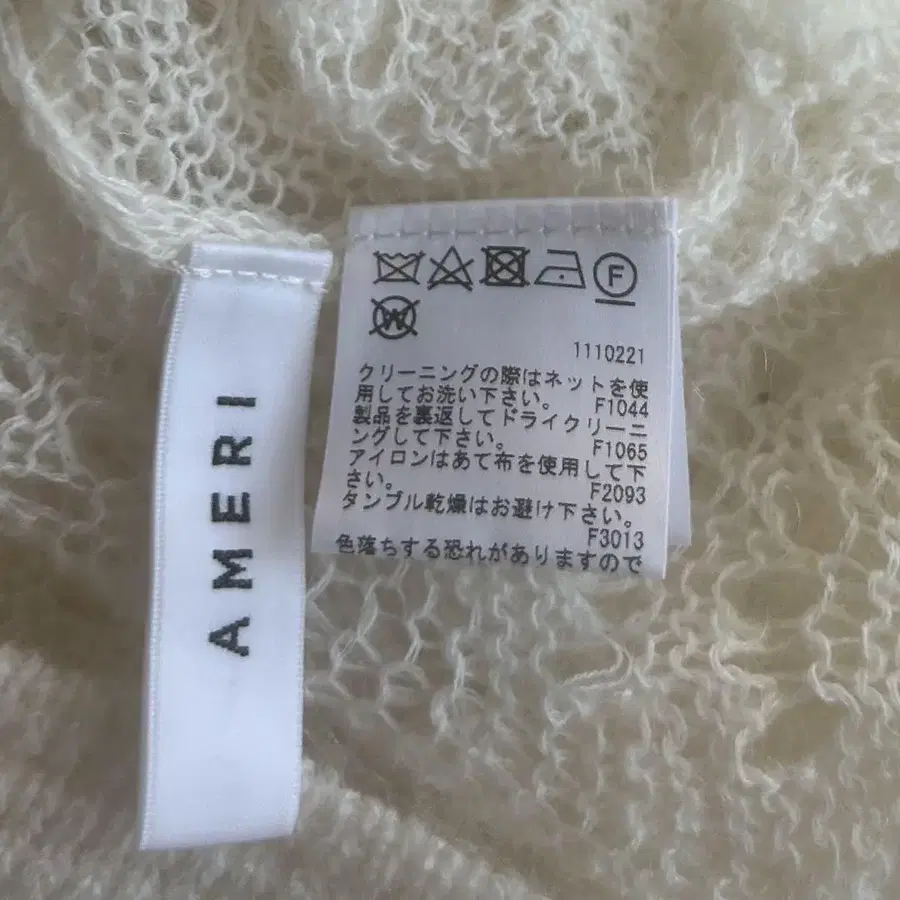 AMERI
F
W
1110221
クリーニングの際はネットを使
用してお洗い下さい。 F1044
製品を裏返してドライクリーニ
ングして下さい。 F1065
アイロンはあて布を使用して下
さい。 F2093
タンブル乾燥はお避け下さい。
F3013
色落ちする恐れがありますので